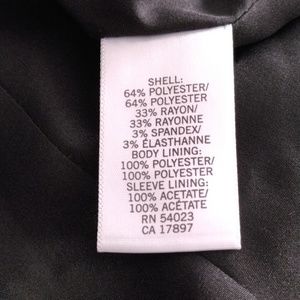 SHELL:
64% POLYESTER/
64% POLYESTER
33% RAYON/
33% RAYONNE
3% SPANDEX/
3% ÉLASTHANNE
BODY LINING:
100% POLYESTER/
100% POLYESTER
SLEEVE LINING:
100% ACETATE/
100% ACÉTATE
RN 54023
CA 17897